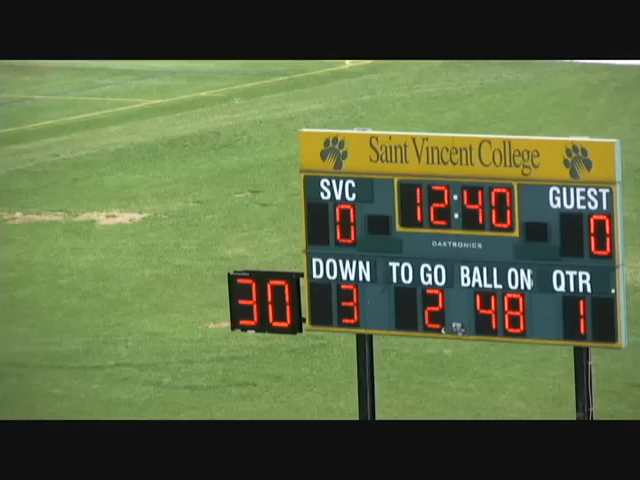 Saint Vincent College
SVC 12:40 GUEST
0 0
DAKTRONICS
DOWN TO GO BALL ON QTR
30 3 2 48 1